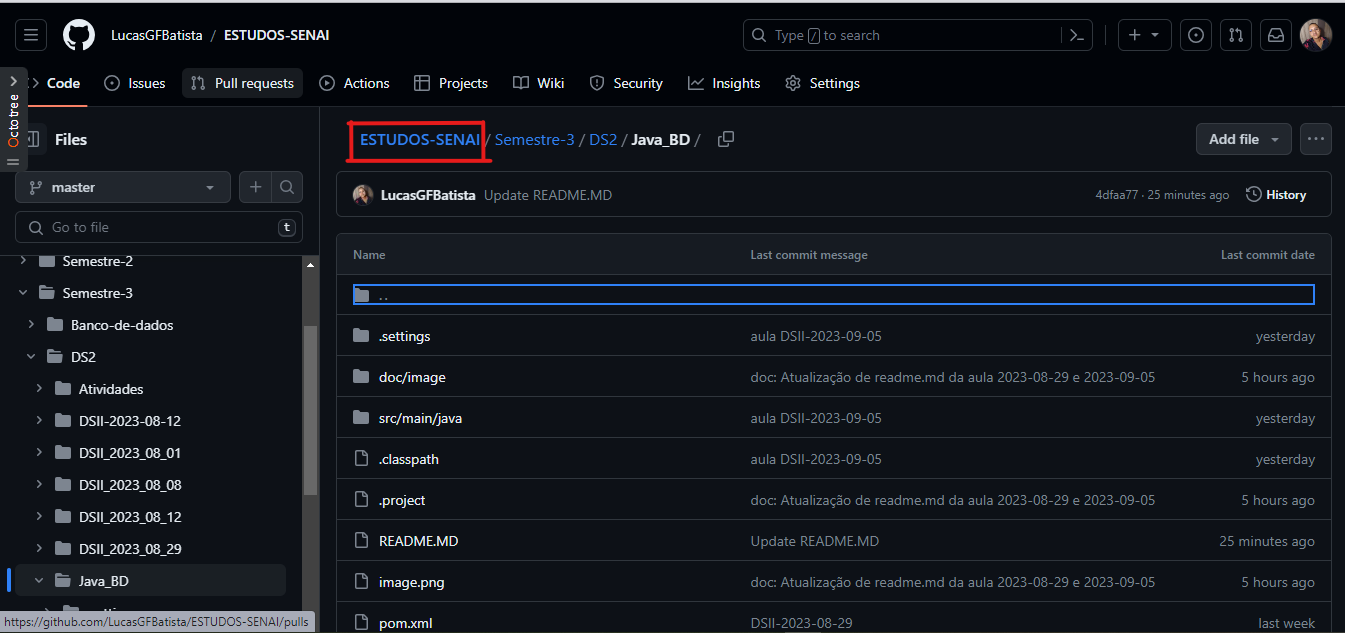 LucasGFBatista / ESTUDOS-SENAI
Type / to search
Code Issues Pull requests Actions Projects Wiki Security Insights Settings
Octotree
Files
master
Go to file t
Semestre-2
Semestre-3
Banco-de-dados
DS2
Atividades
DSII-2023-08-12
DSII_2023_08_01
DSII_2023_08_08
DSII_2023_08_12
DSII_2023_08_29
Java_BD
https://github.com/LucasGFBatista/ESTUDOS-SENAI/pulls
ESTUDOS-SENAI / Semestre-3 / DS2 / Java_BD /
Add file
LucasGFBatista Update README.MD 4dfaa77 · 25 minutes ago History
Name Last commit message Last commit date
..
.settings aula DSII-2023-09-05 yesterday
doc/image doc: Atualização de readme.md da aula 2023-08-29 e 2023-09-05 5 hours ago
src/main/java aula DSII-2023-09-05 yesterday
.classpath aula DSII-2023-09-05 yesterday
.project doc: Atualização de readme.md da aula 2023-08-29 e 2023-09-05 5 hours ago
README.MD Update README.MD 25 minutes ago
image.png doc: Atualização de readme.md da aula 2023-08-29 e 2023-09-05 5 hours ago
pom.xml DSII-2023-08-29 last week